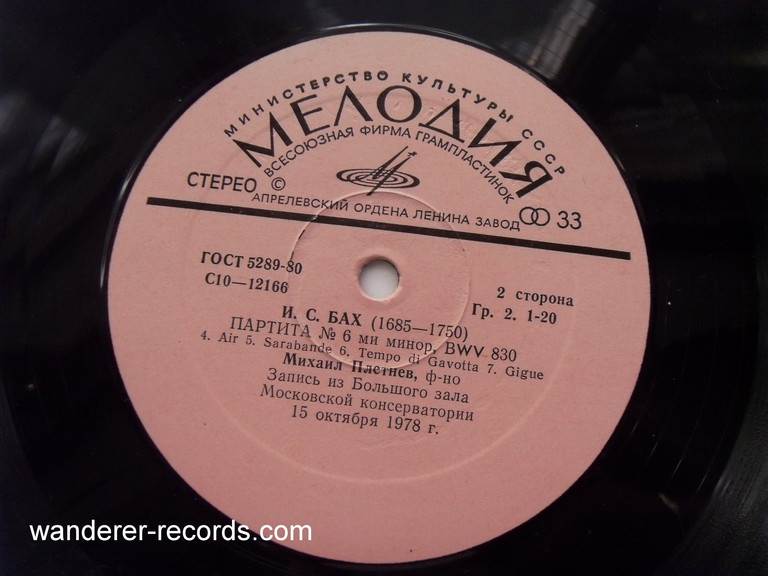 МИНИСТЕРСТВО КУЛЬТУРЫ СССР
МЕЛОДИЯ
ВСЕСОЮЗНАЯ ФИРМА ГРАМПЛАСТИНОК
СТЕРЕО ©
АПРЕЛЕВСКИЙ ОРДЕНА ЛЕНИНА ЗАВОД
33
ГОСТ 5289-80
С10—12166
2 сторона
Гр. 2. 1-20
И. С. БАХ (1685—1750)
ПАРТИТА № 6 ми минор, BWV 830
4. Air 5. Sarabande 6. Tempo di Gavotta 7. Gigue
Михаил Плетнев, ф-но
Запись из Большого зала
Московской консерватории
15 октября 1978 г.
wanderer-records.com